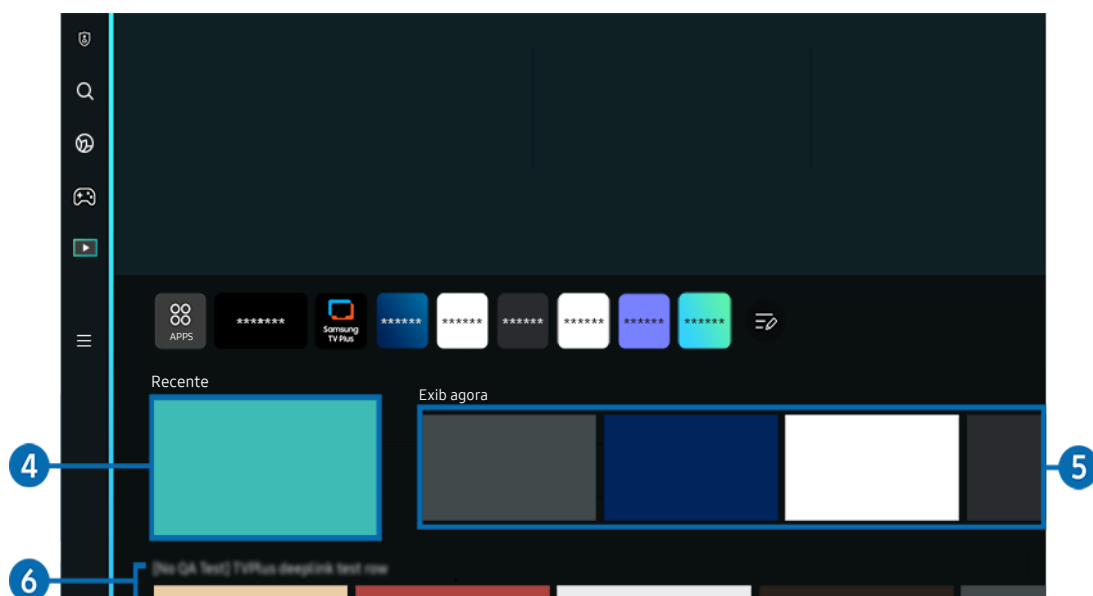 APPS
*******
Samsung
TV Plus
******
******
******
******
******
******
Recente
Exib agora
4
5
6
[No QA Test] TVPlus deeplink test row